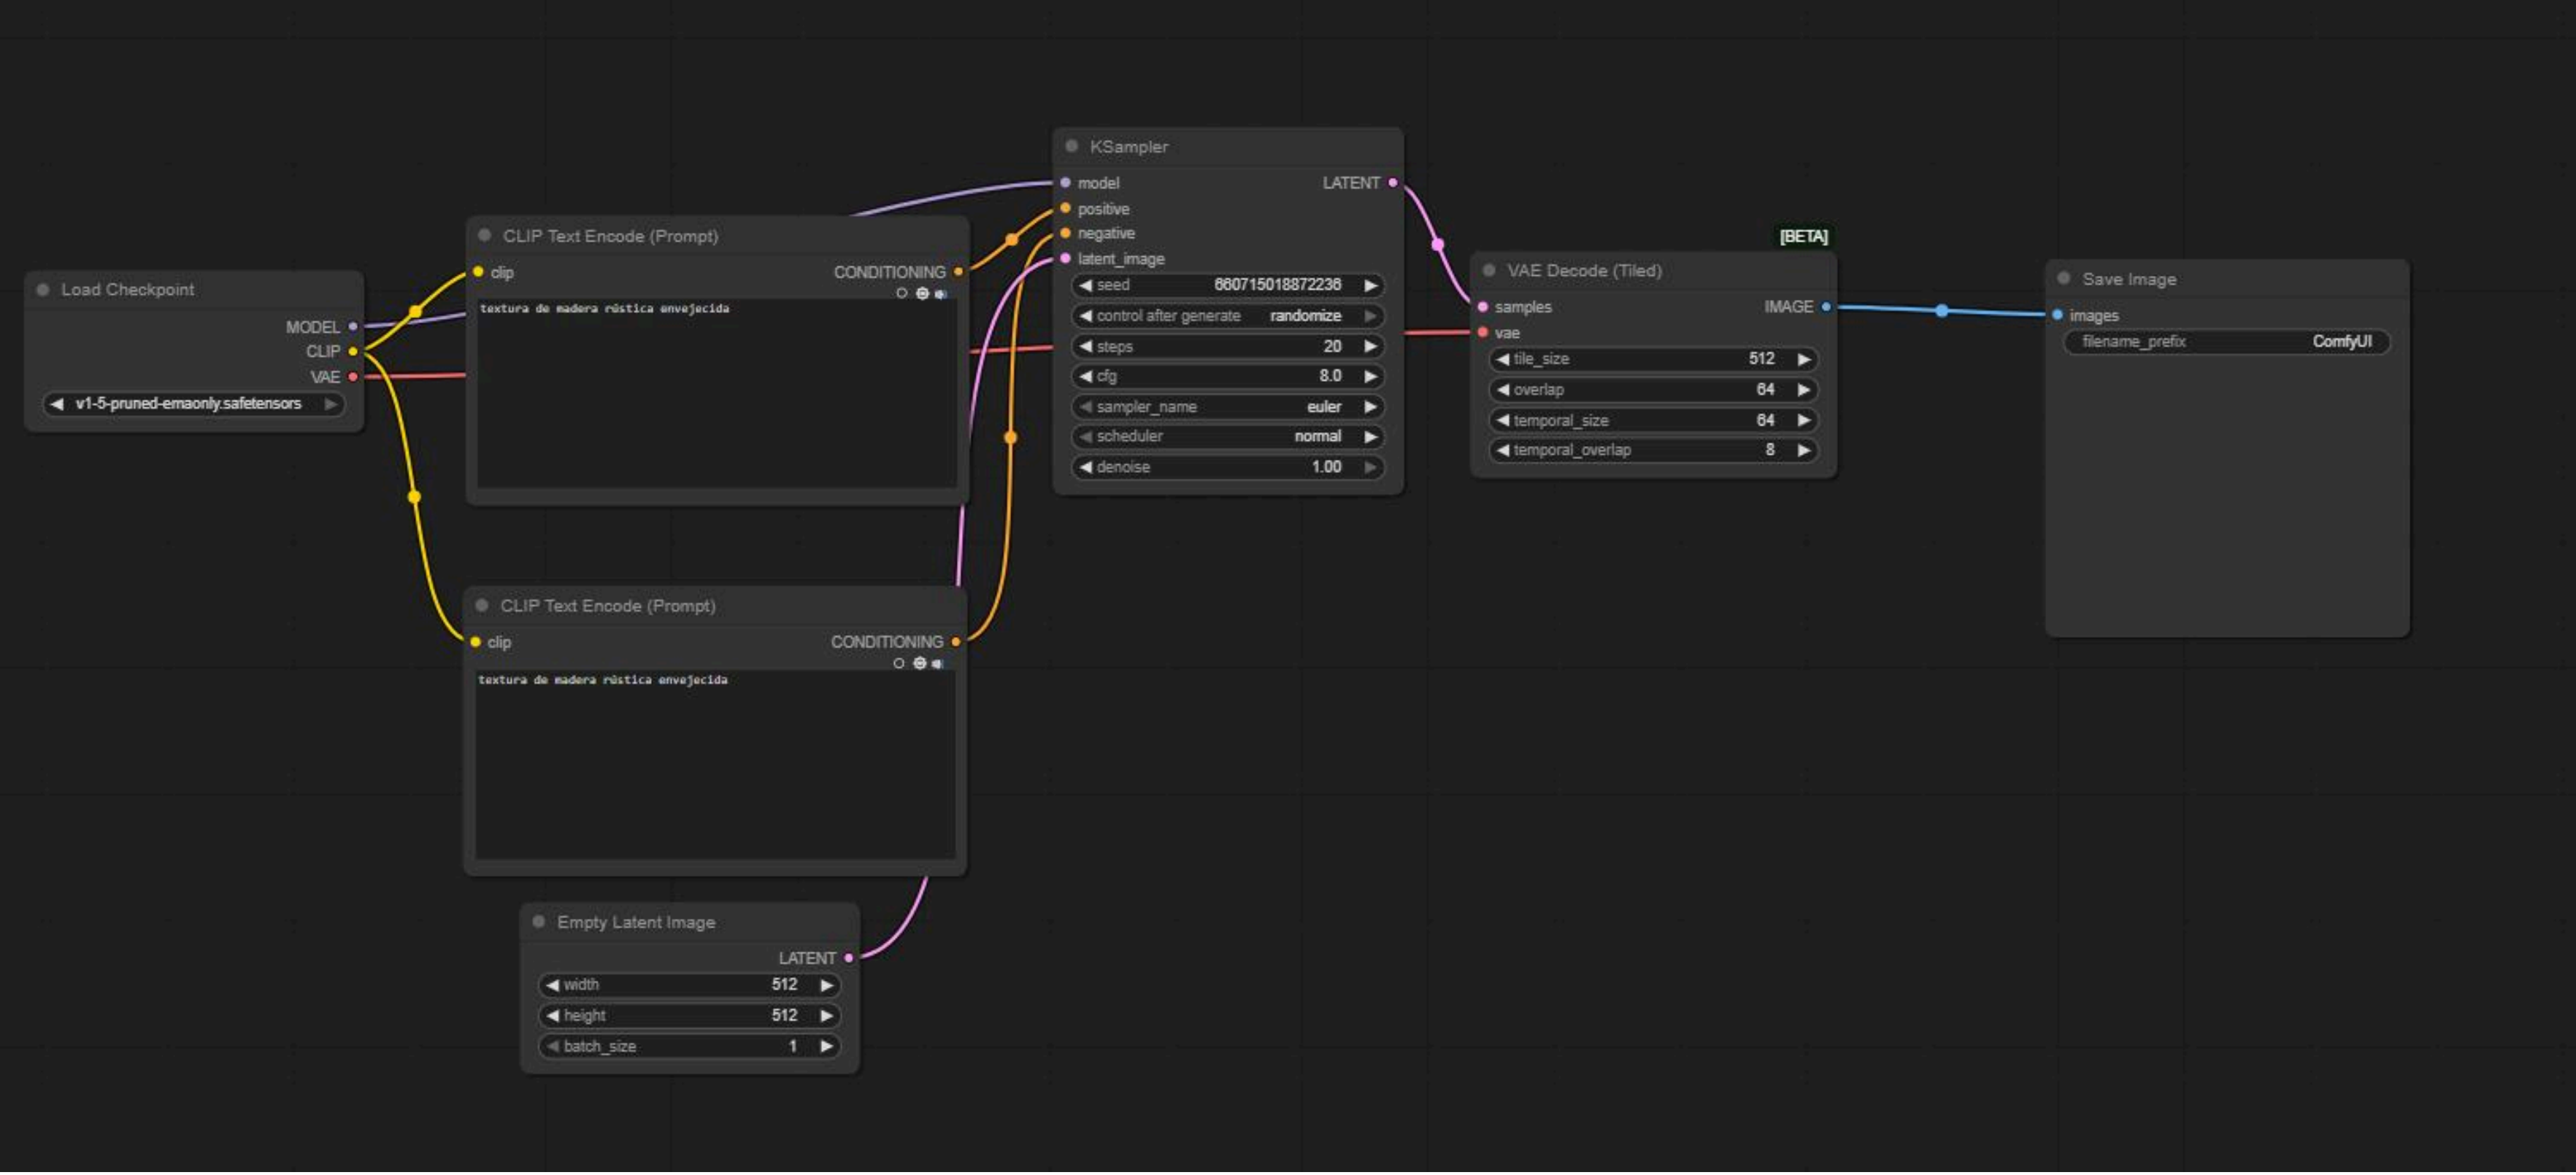 Load Checkpoint
MODEL
CLIP
VAE
v1-5-pruned-emaonly.safetensors
CLIP Text Encode (Prompt)
clip CONDITIONING
textura de madera rústica envejecida
CLIP Text Encode (Prompt)
clip CONDITIONING
textura de madera rústica envejecida
Empty Latent Image
LATENT
width 512
height 512
batch_size 1
KSampler
model LATENT
positive
negative
latent_image
seed 660715018872236
control after generate randomize
steps 20
cfg 8.0
sampler_name euler
scheduler normal
denoise 1.00
[BETA]
VAE Decode (Tiled)
samples IMAGE
vae
tile_size 512
overlap 64
temporal_size 64
temporal_overlap 8
Save Image
images
filename_prefix ComfyUI